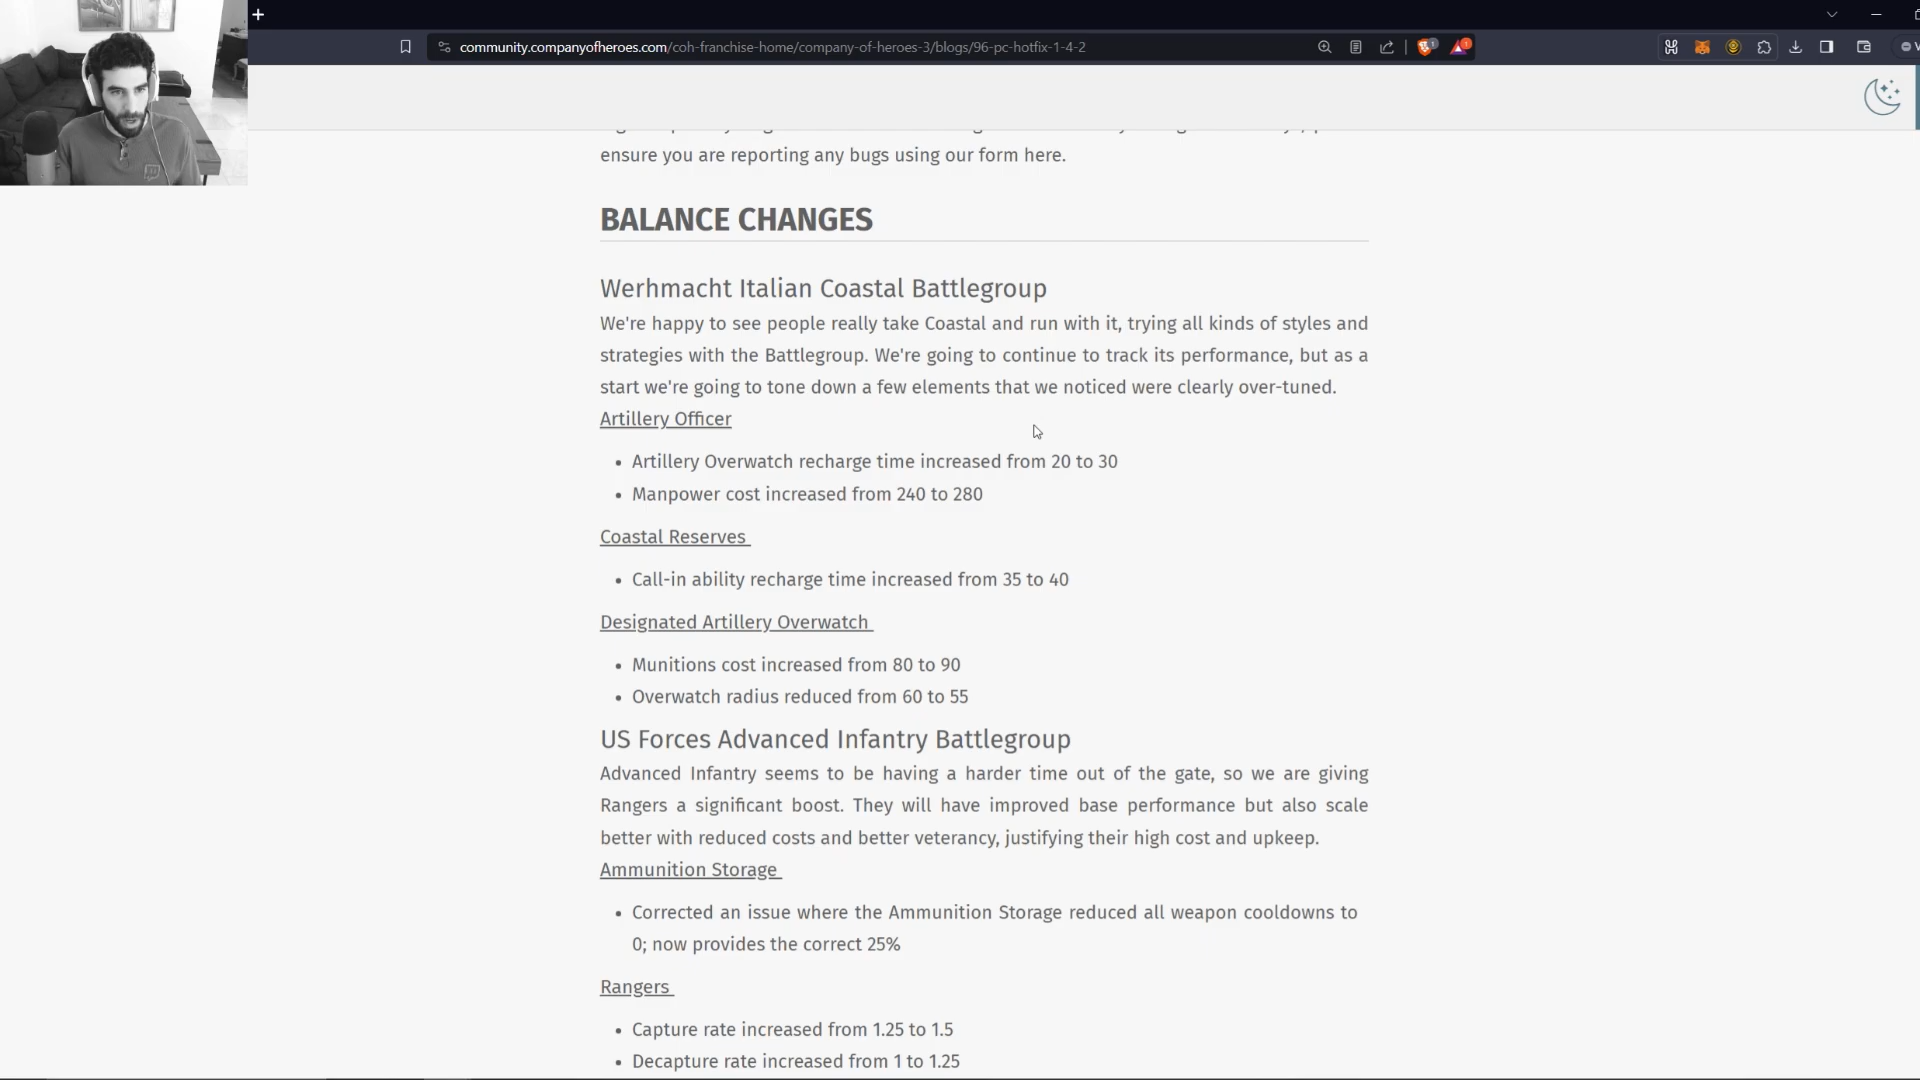 community.companyofheroes.com/coh-franchise-home/company-of-heroes-3/blogs/96-pc-hotfix-1-4-2
ensure you are reporting any bugs using our form here.
BALANCE CHANGES
Werhmacht Italian Coastal Battlegroup
We're happy to see people really take Coastal and run with it, trying all kinds of styles and
strategies with the Battlegroup. We're going to continue to track its performance, but as a
start we're going to tone down a few elements that we noticed were clearly over-tuned.
Artillery Officer
• Artillery Overwatch recharge time increased from 20 to 30
• Manpower cost increased from 240 to 280
Coastal Reserves
• Call-in ability recharge time increased from 35 to 40
Designated Artillery Overwatch
• Munitions cost increased from 80 to 90
• Overwatch radius reduced from 60 to 55
US Forces Advanced Infantry Battlegroup
Advanced Infantry seems to be having a harder time out of the gate, so we are giving
Rangers a significant boost. They will have improved base performance but also scale
better with reduced costs and better veterancy, justifying their high cost and upkeep.
Ammunition Storage
• Corrected an issue where the Ammunition Storage reduced all weapon cooldowns to
0; now provides the correct 25%
Rangers
• Capture rate increased from 1.25 to 1.5
• Decapture rate increased from 1 to 1.25